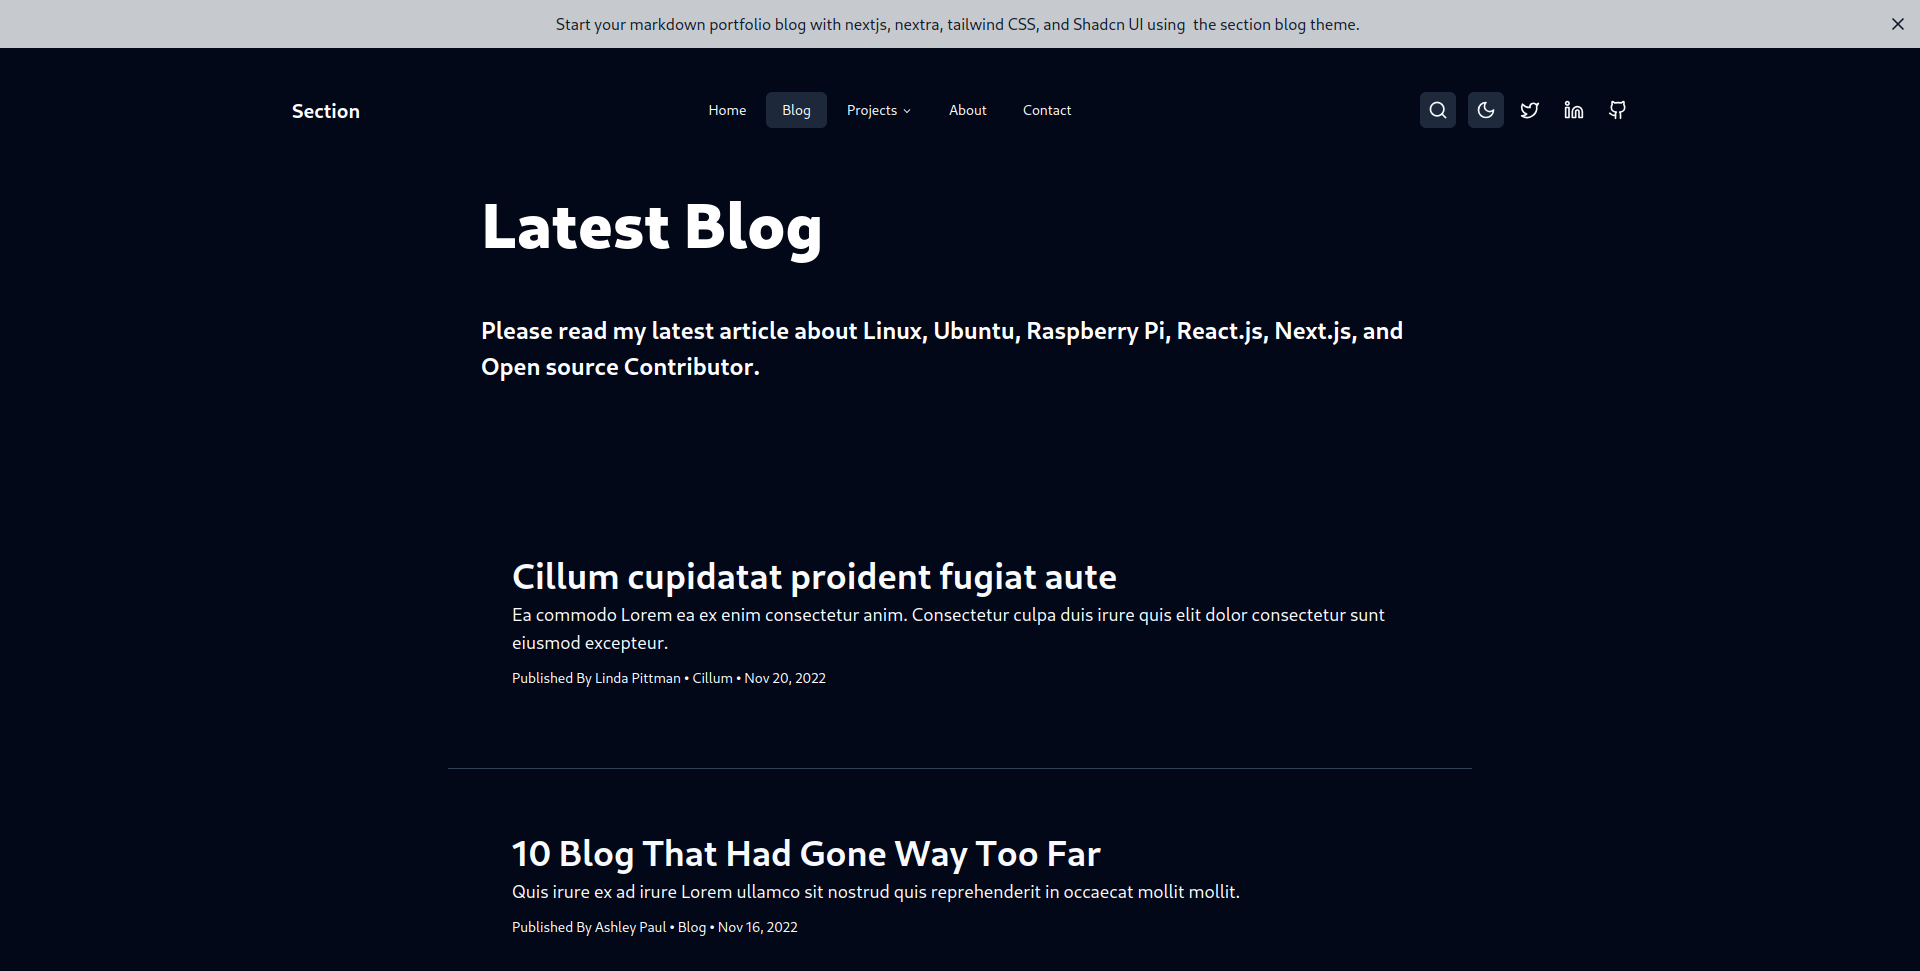 Start your markdown portfolio blog with nextjs, nextra, tailwind CSS, and Shadcn UI using  the section blog theme.
Section
Home
Blog
Projects
About
Contact
Latest Blog
Please read my latest article about Linux, Ubuntu, Raspberry Pi, React.js, Next.js, and
Open source Contributor.
Cillum cupidatat proident fugiat aute
Ea commodo Lorem ea ex enim consectetur anim. Consectetur culpa duis irure quis elit dolor consectetur sunt
eiusmod excepteur.
Published By Linda Pittman • Cillum • Nov 20, 2022
10 Blog That Had Gone Way Too Far
Quis irure ex ad irure Lorem ullamco sit nostrud quis reprehenderit in occaecat mollit mollit.
Published By Ashley Paul • Blog • Nov 16, 2022